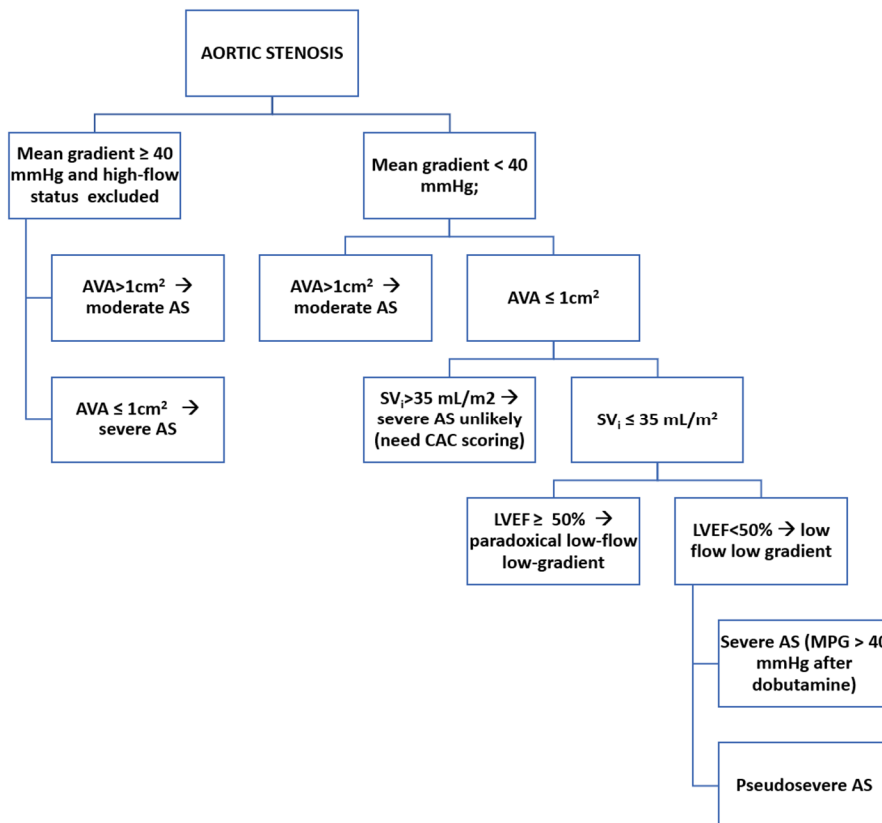 AORTIC STENOSIS
Mean gradient ≥ 40
mmHg and high-flow
status excluded
Mean gradient < 40
mmHg;
AVA>1cm² →
moderate AS
AVA>1cm² →
moderate AS
AVA ≤ 1cm²
AVA ≤ 1cm² →
severe AS
SVᵢ>35 mL/m2 →
severe AS unlikely
(need CAC scoring)
SVᵢ ≤ 35 mL/m²
LVEF ≥ 50% →
paradoxical low-flow
low-gradient
LVEF<50% → low
flow low gradient
Severe AS (MPG > 40
mmHg after
dobutamine)
Pseudosevere AS